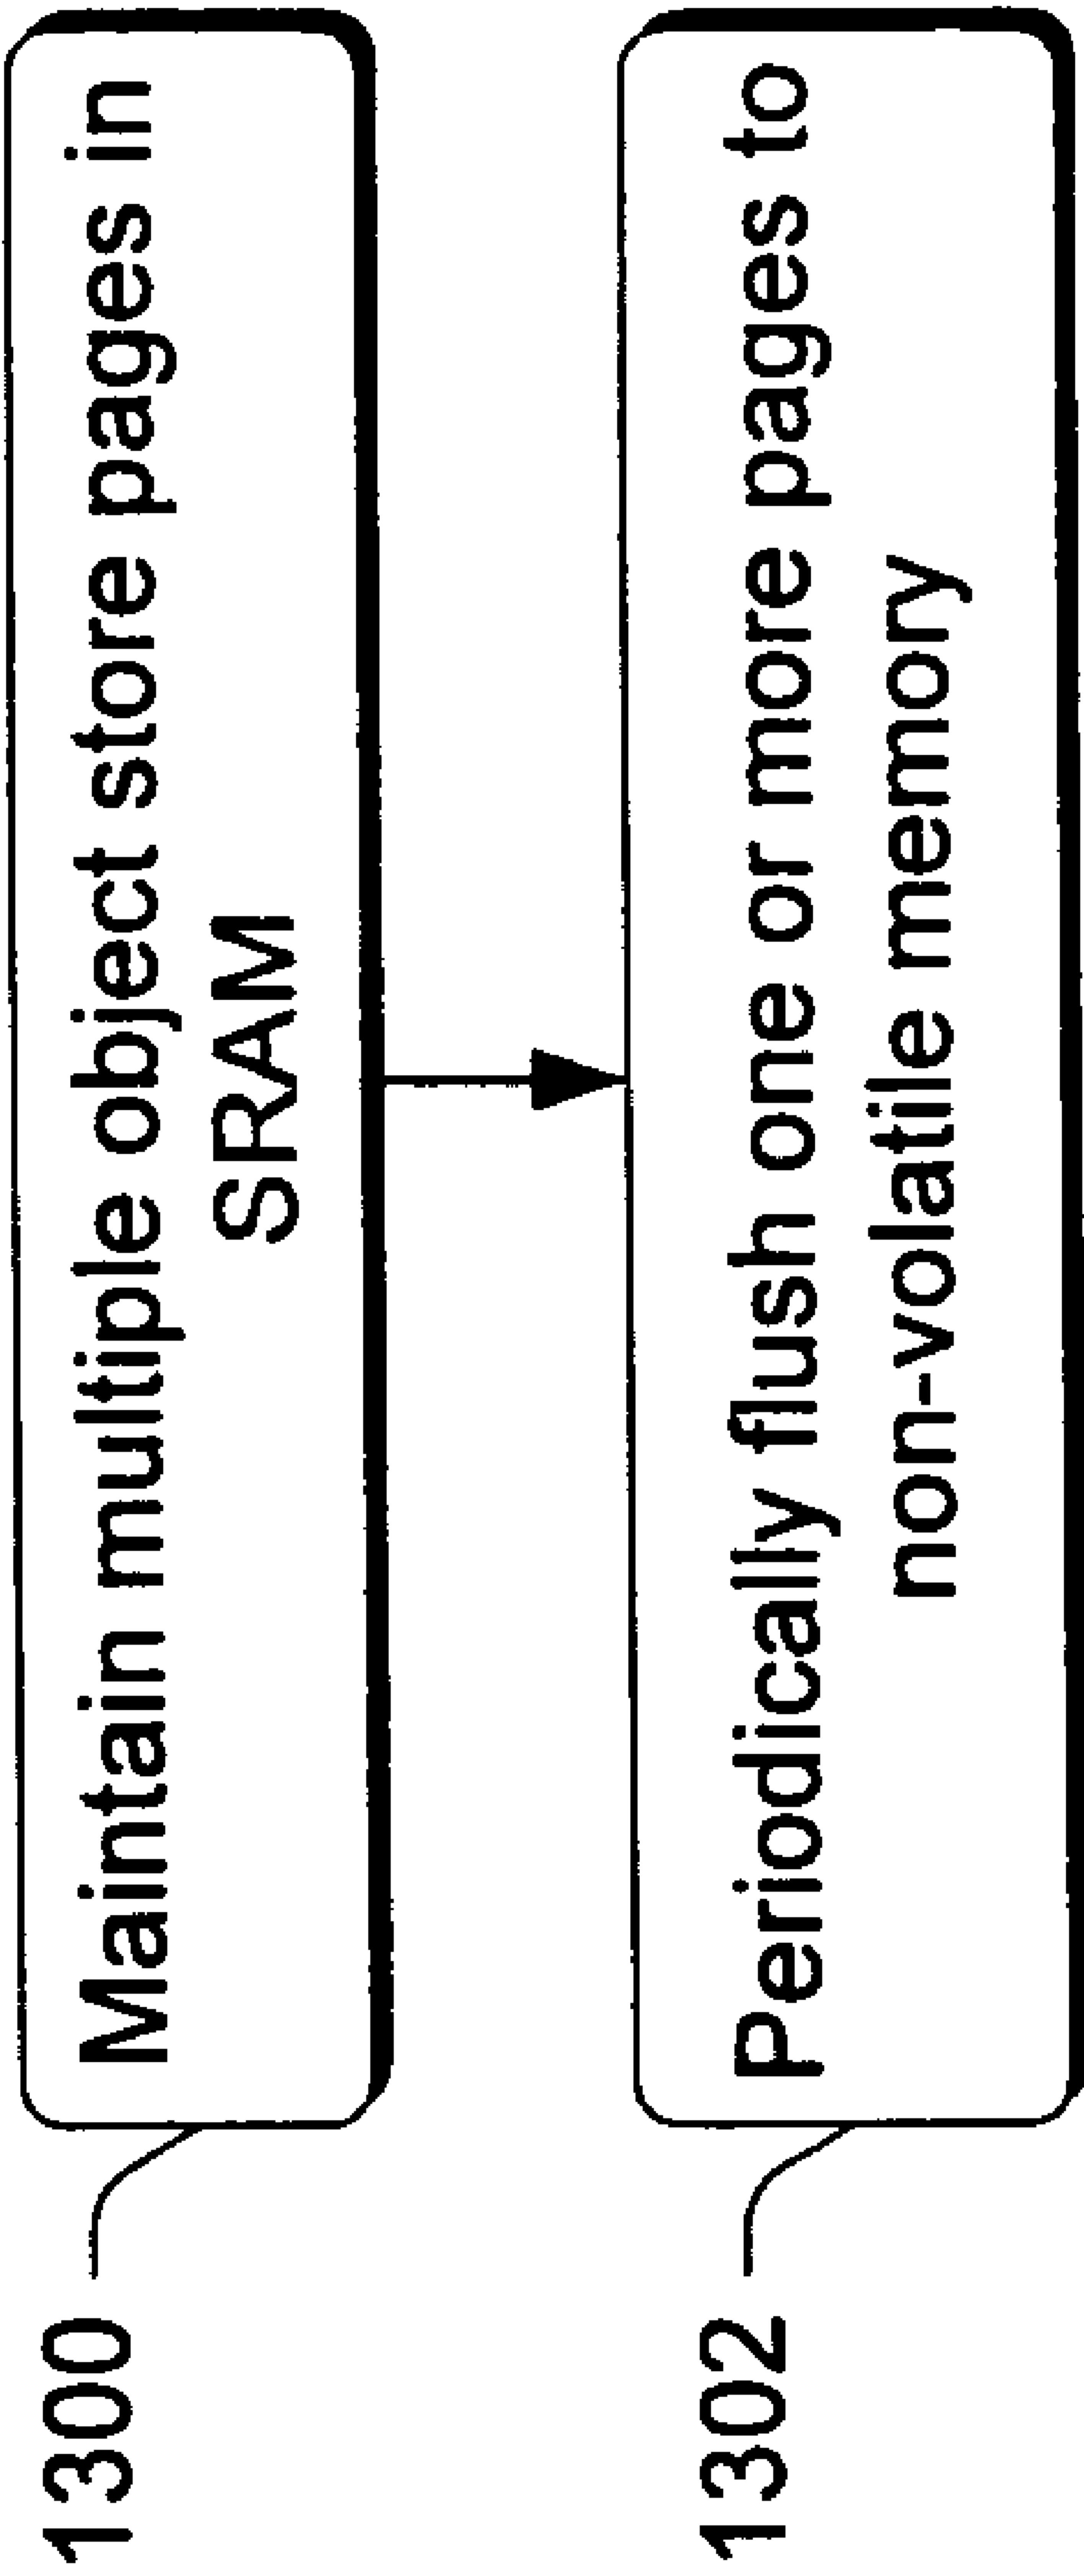 1300
Maintain multiple object store pages in
SRAM
1302
Periodically flush one or more pages to
non-volatile memory